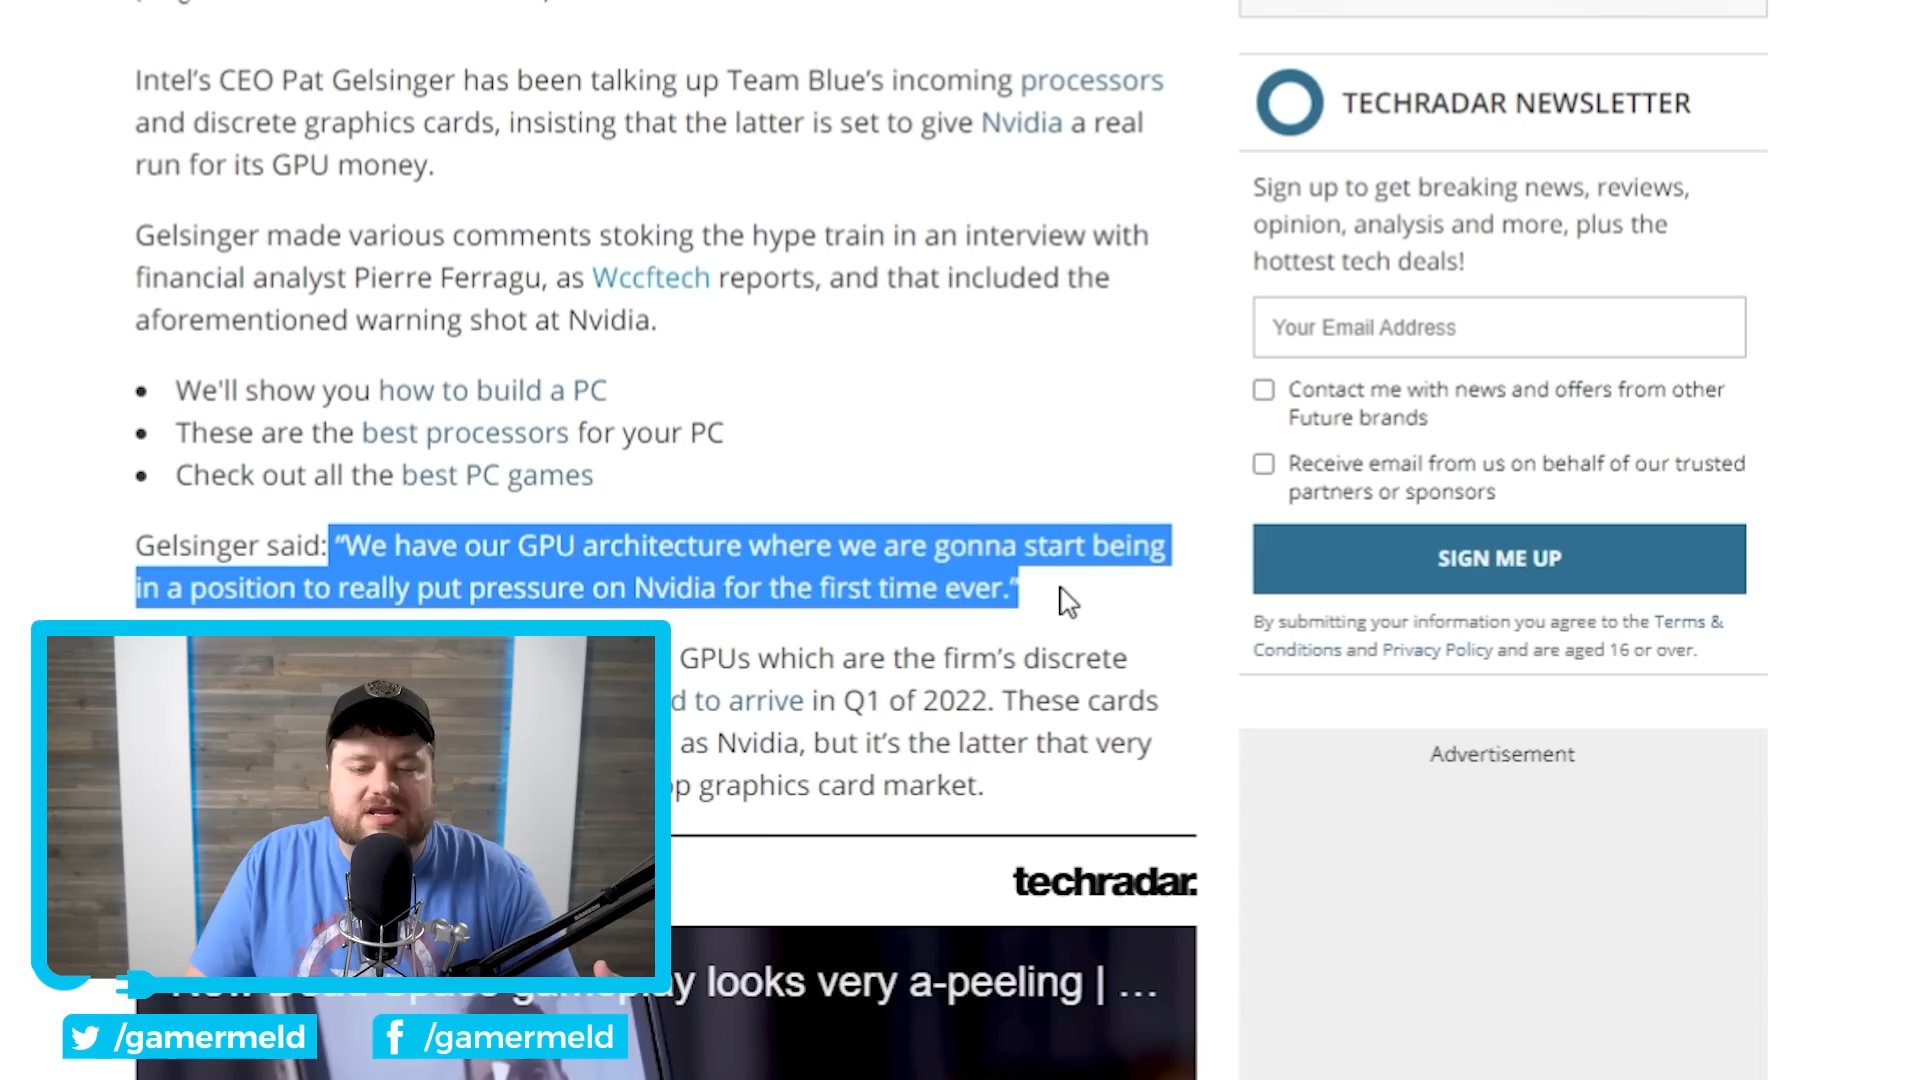 Intel's CEO Pat Gelsinger has been talking up Team Blue's incoming processors
and discrete graphics cards, insisting that the latter is set to give Nvidia a real
run for its GPU money.
Gelsinger made various comments stoking the hype train in an interview with
financial analyst Pierre Ferragu, as Wccftech reports, and that included the
aforementioned warning shot at Nvidia.
• We'll show you how to build a PC
• These are the best processors for your PC
• Check out all the best PC games
Gelsinger said: “We have our GPU architecture where we are gonna start being
in a position to really put pressure on Nvidia for the first time ever.”
GPUs which are the firm's discrete
d to arrive in Q1 of 2022. These cards
as Nvidia, but it's the latter that very
p graphics card market.
techradar.
looks very a-peeling | ...
TECHRADAR NEWSLETTER
Sign up to get breaking news, reviews,
opinion, analysis and more, plus the
hottest tech deals!
Your Email Address
Contact me with news and offers from other
Future brands
Receive email from us on behalf of our trusted
partners or sponsors
SIGN ME UP
By submitting your information you agree to the Terms &
Conditions and Privacy Policy and are aged 16 or over.
Advertisement
SAMSON
/gamermeld
/gamermeld